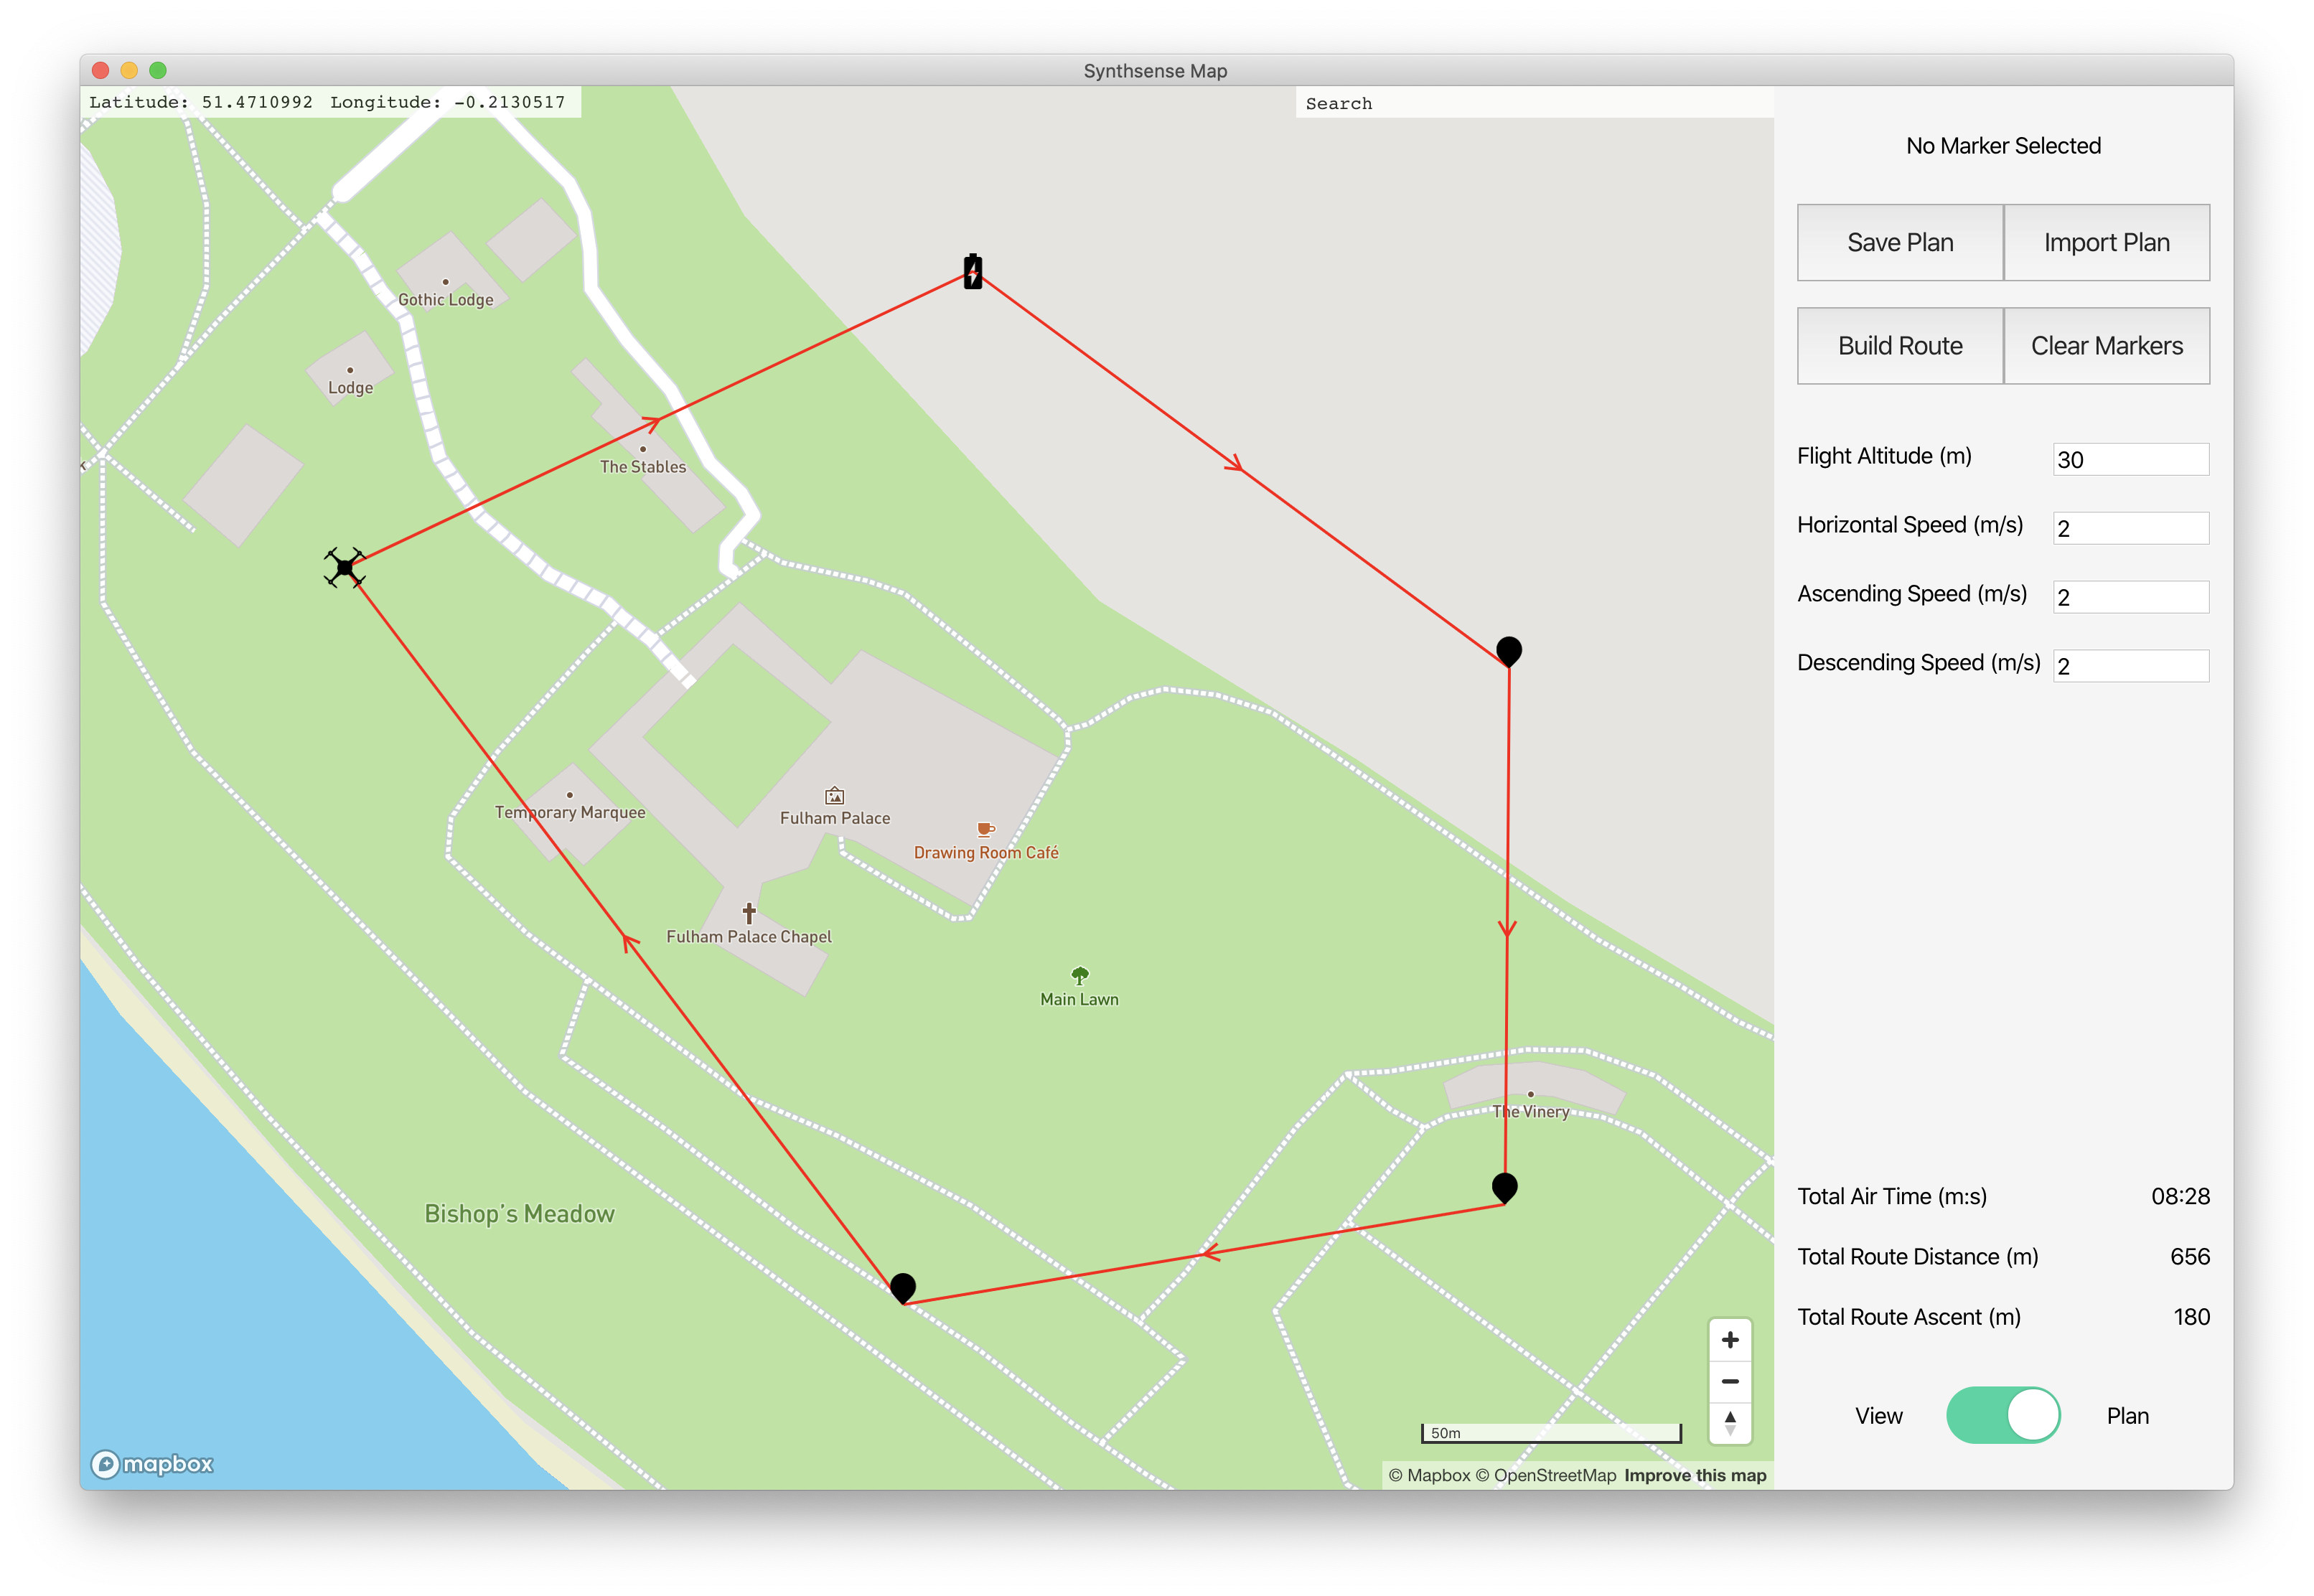 Synthsense Map
Latitude: 51.4710992 Longitude: -0.2130517
Search
No Marker Selected
Save Plan
Import Plan
Build Route
Clear Markers
Flight Altitude (m)
30
Horizontal Speed (m/s)
2
Ascending Speed (m/s)
2
Descending Speed (m/s)
2
Gothic Lodge
Lodge
The Stables
Temporary Marquee
Fulham Palace
Drawing Room Café
Fulham Palace Chapel
Main Lawn
The Vinery
Bishop's Meadow
Total Air Time (m:s)
08:28
Total Route Distance (m)
656
Total Route Ascent (m)
180
View
Plan
50m
mapbox
© Mapbox © OpenStreetMap Improve this map